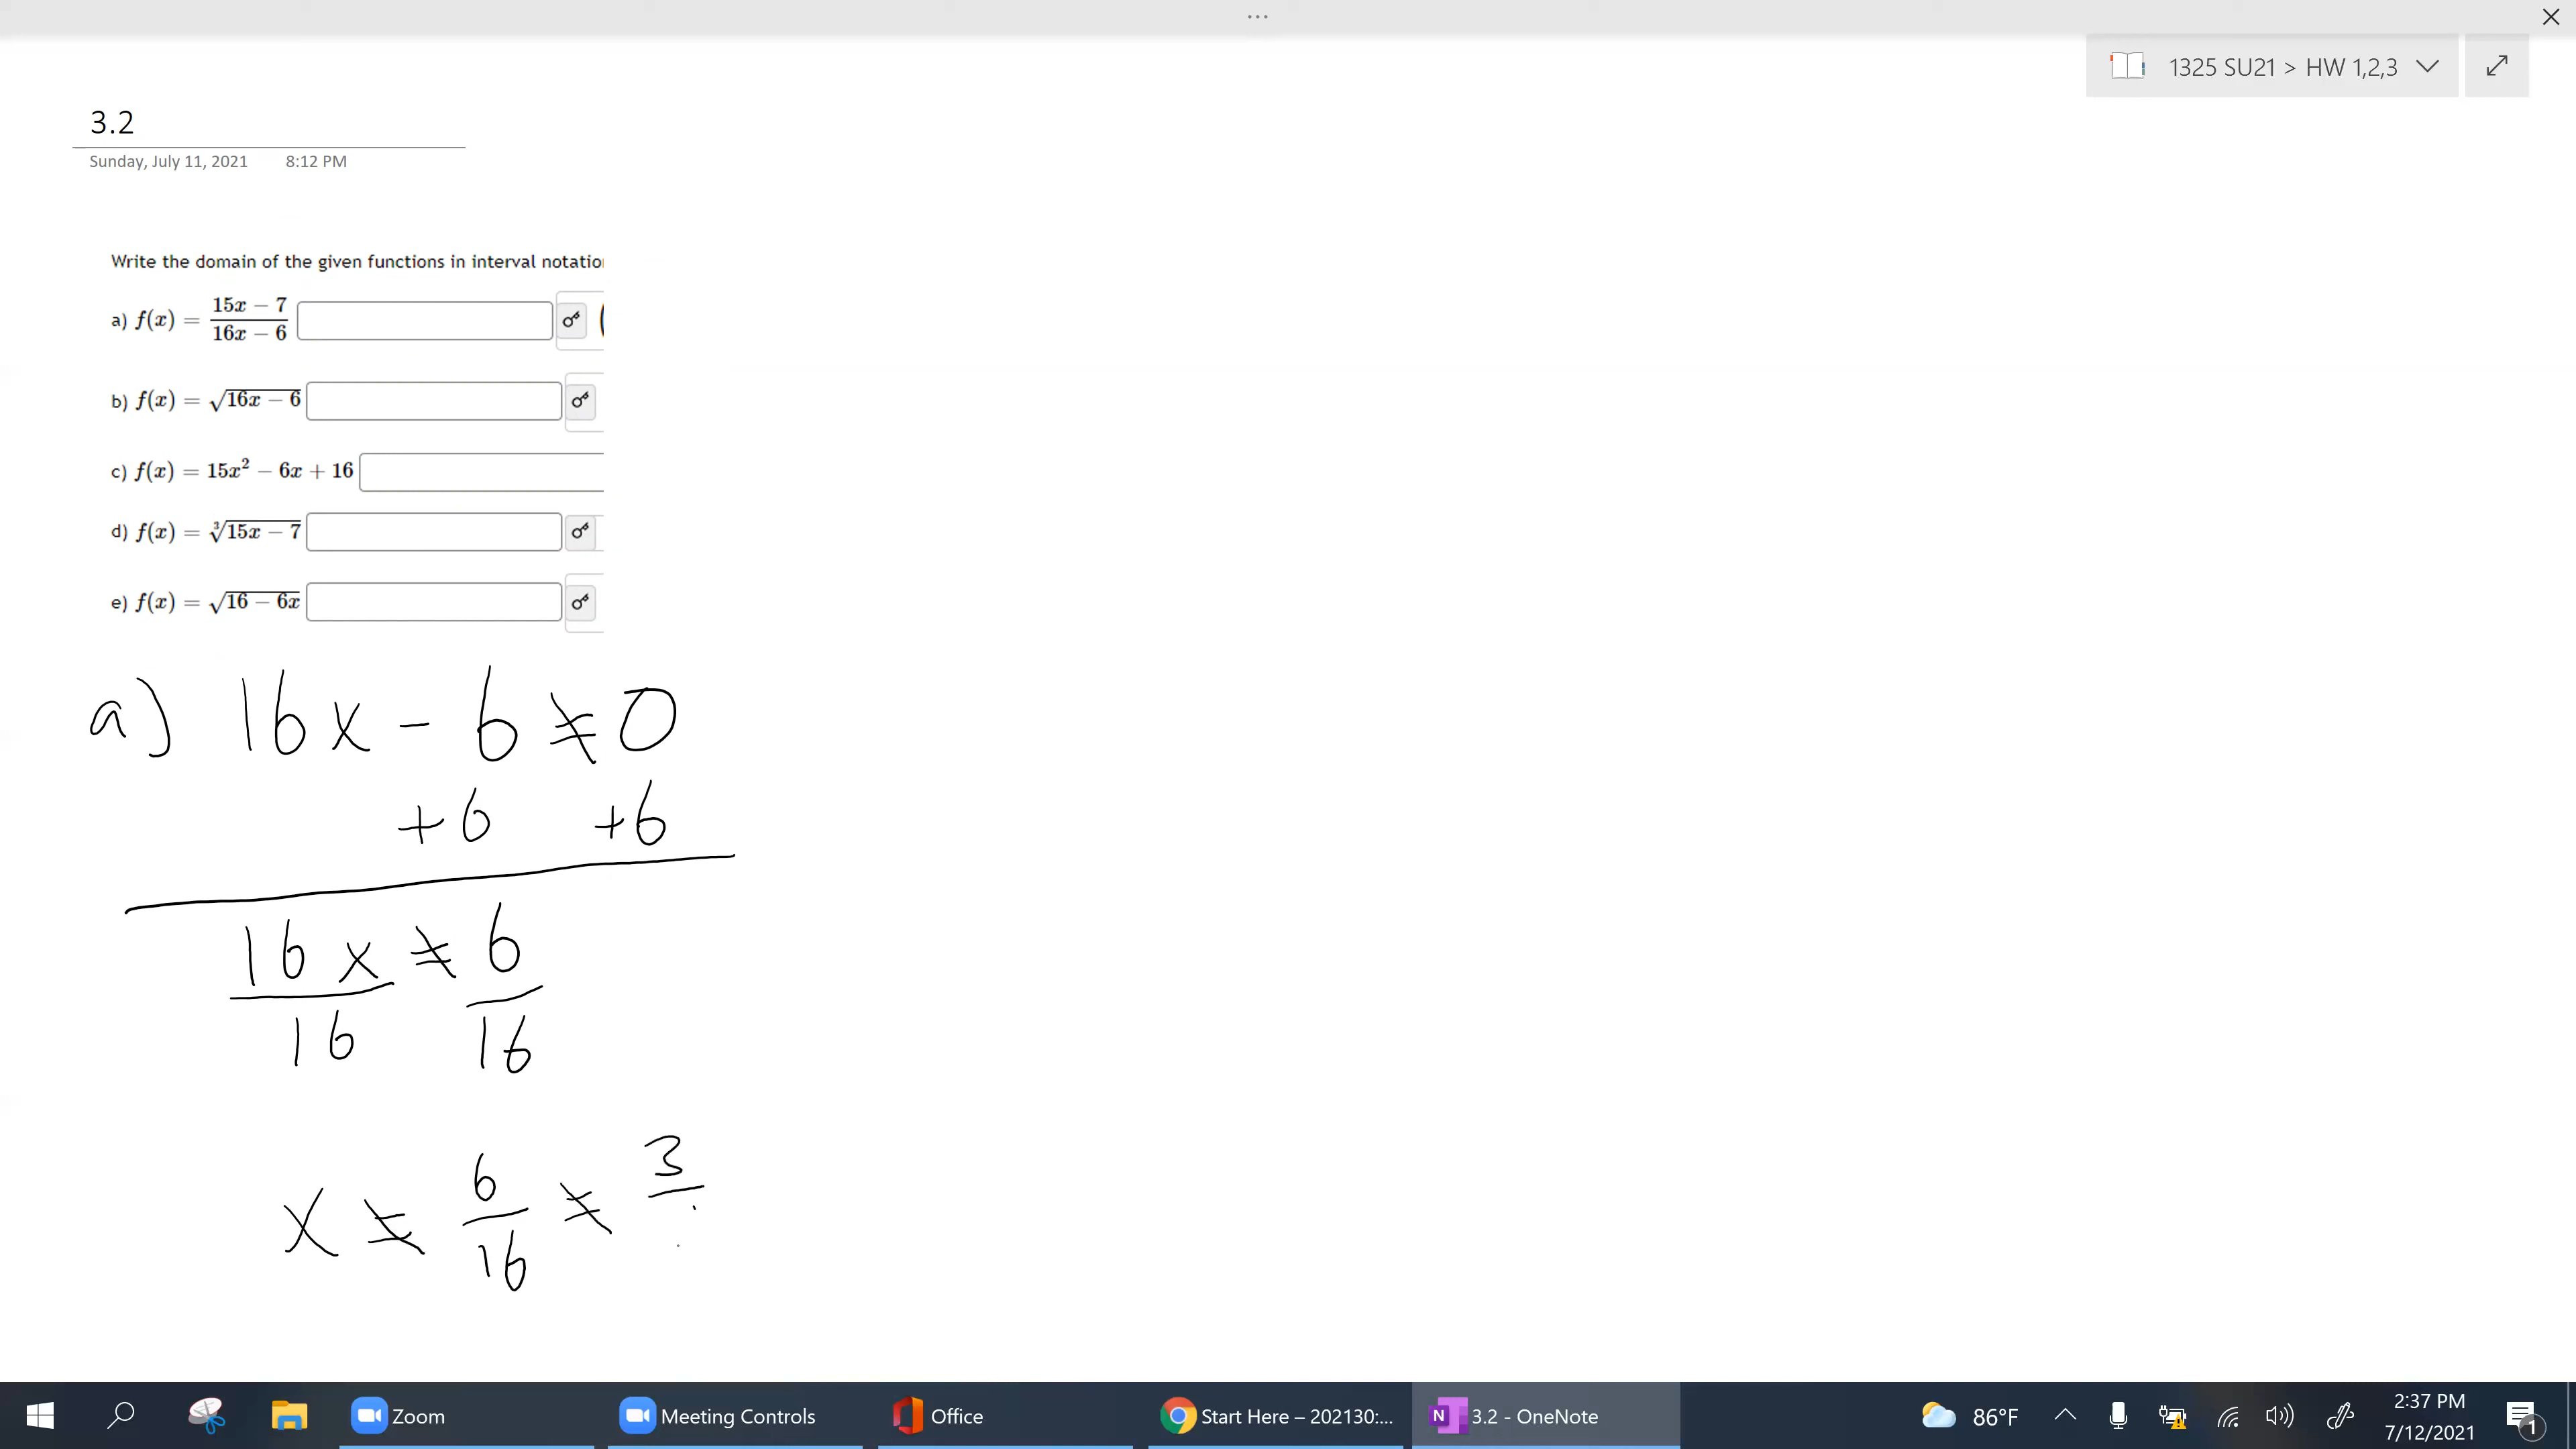 1325 SU21 > HW 1,2,3
3.2
Sunday, July 11, 2021 8:12 PM
Write the domain of the given functions in interval notatio
a) f(x) = (15x − 7)/(16x − 6)
b) f(x) = √(16x − 6)
c) f(x) = 15x² − 6x + 16
d) f(x) = ∛(15x − 7)
e) f(x) = √(16 − 6x)
a) 16x - 6 ≠ 0
+6 +6
16x ≠ 6
16 16
x ≠ 6/16 ≠ 3/
Zoom Meeting Controls Office Start Here – 202130:... N 3.2 - OneNote 86°F 2:37 PM
7/12/2021 1